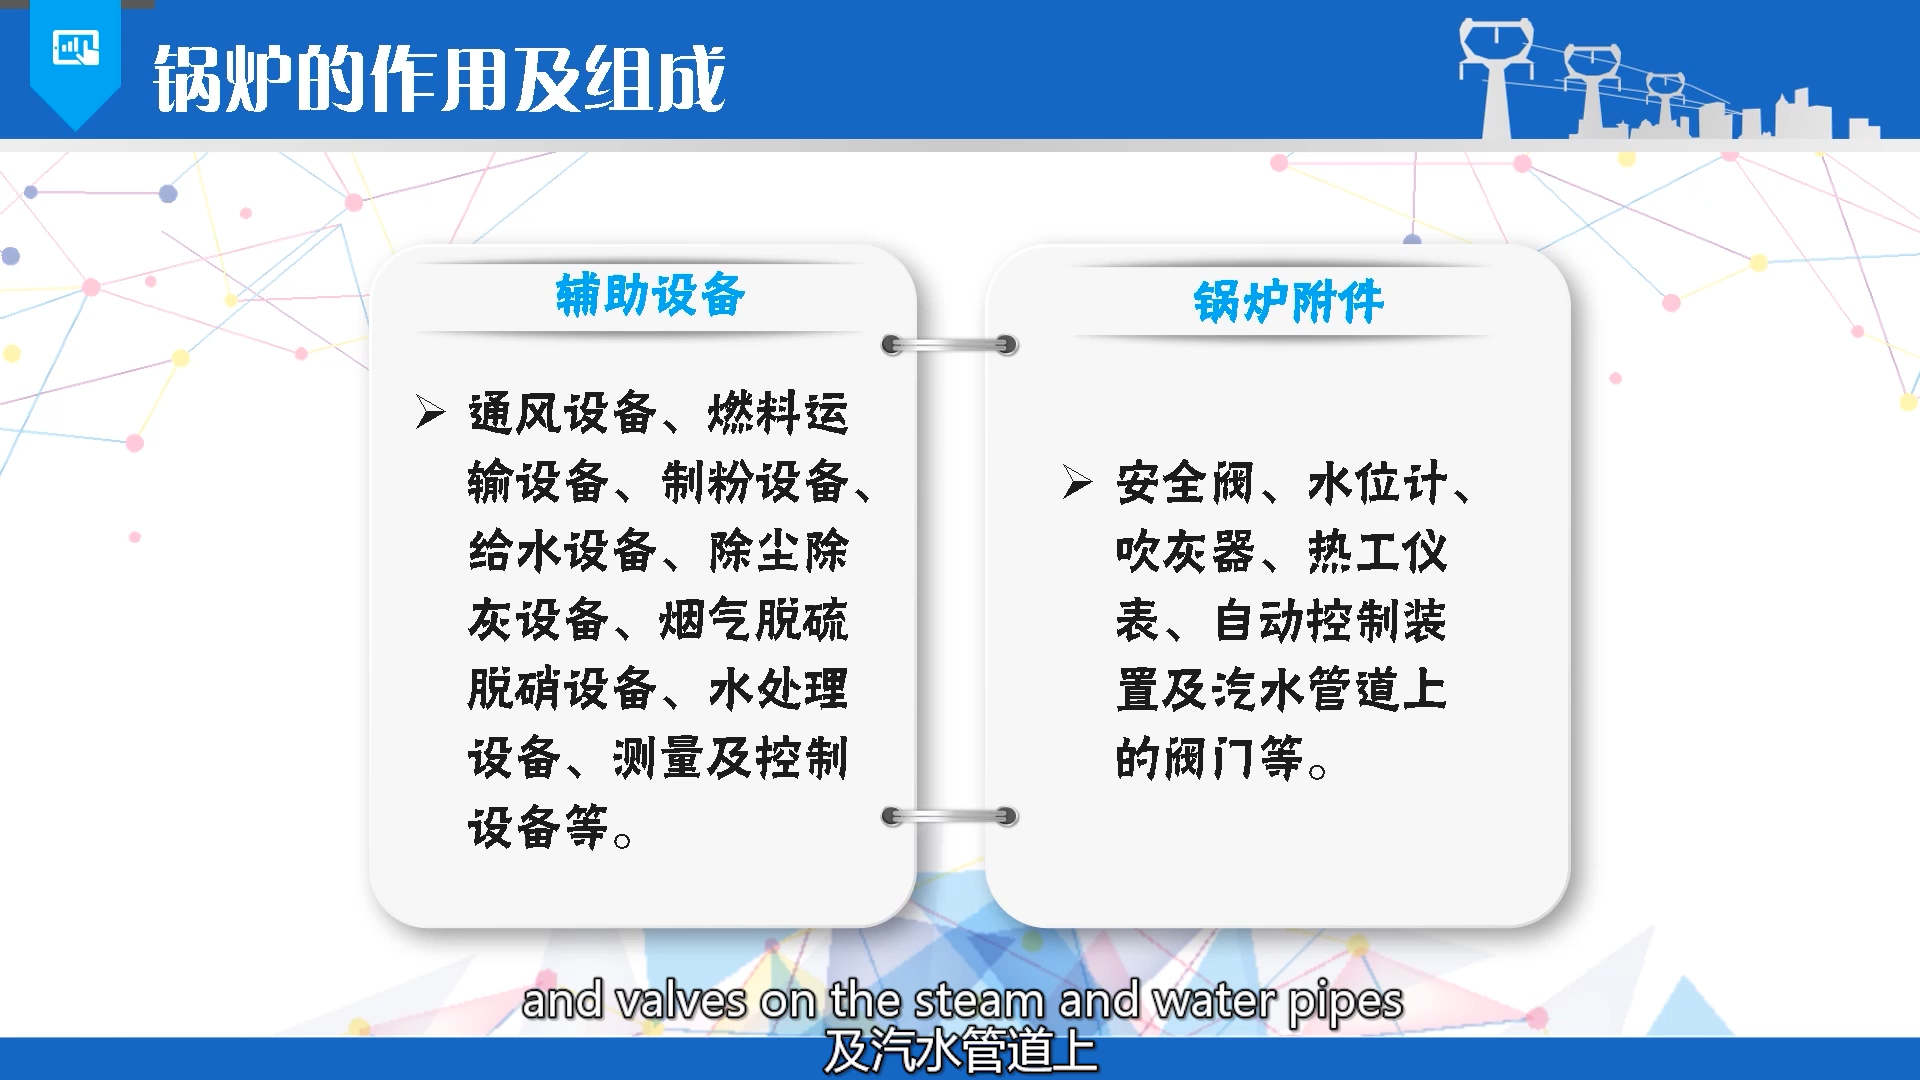 锅炉的作用及组成
辅助设备
➢ 通风设备、燃料运
输设备、制粉设备、
给水设备、除尘除
灰设备、烟气脱硫
脱硝设备、水处理
设备、测量及控制
设备等。
锅炉附件
➢ 安全阀、水位计、
吹灰器、热工仪
表、自动控制装
置及汽水管道上
的阀门等。
and valves on the steam and water pipes
及汽水管道上